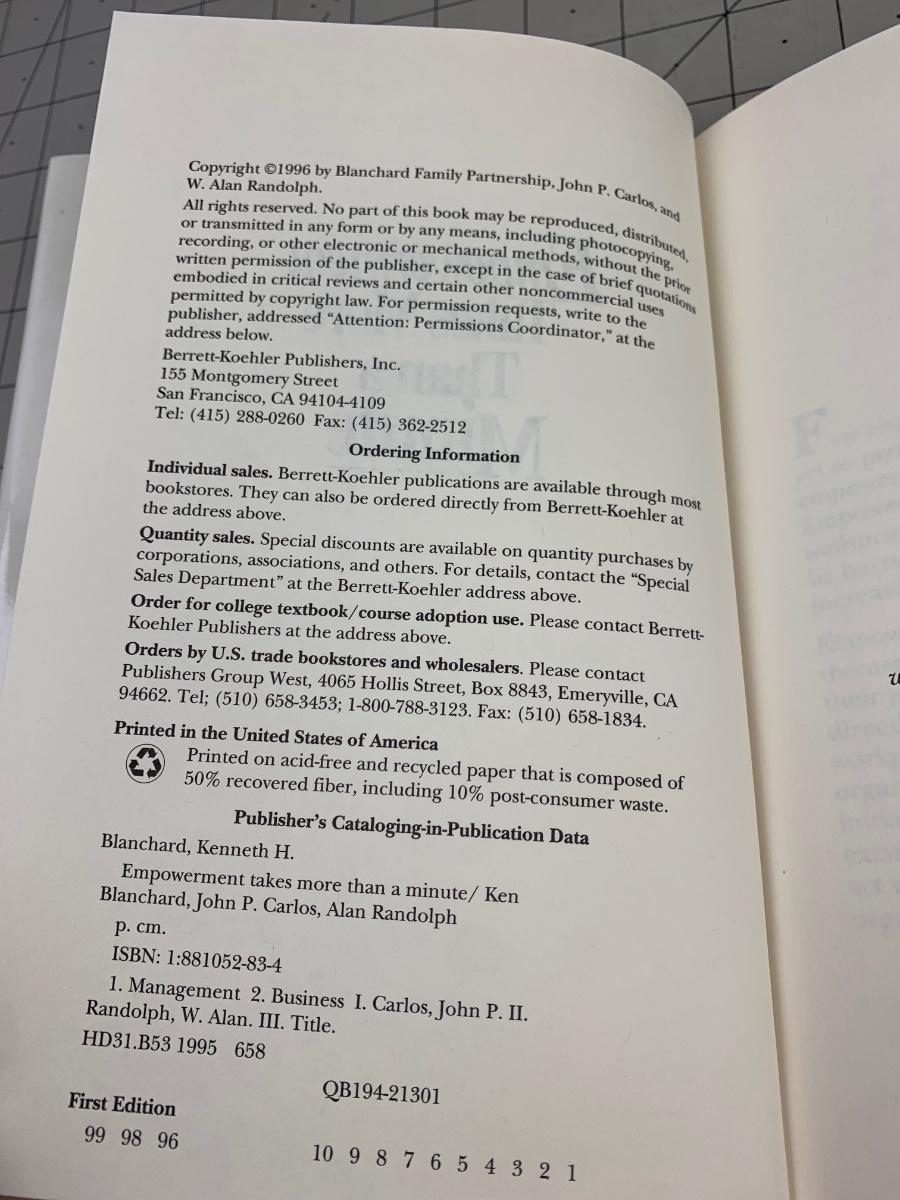 Copyright ©1996 by Blanchard Family Partnership, John P. Carlos, and
W. Alan Randolph.
All rights reserved. No part of this book may be reproduced, distributed,
or transmitted in any form or by any means, including photocopying,
recording, or other electronic or mechanical methods, without the prior
written permission of the publisher, except in the case of brief quotations
embodied in critical reviews and certain other noncommercial uses
permitted by copyright law. For permission requests, write to the
publisher, addressed “Attention: Permissions Coordinator,” at the
address below.
Berrett-Koehler Publishers, Inc.
155 Montgomery Street
San Francisco, CA 94104-4109
Tel: (415) 288-0260 Fax: (415) 362-2512
Ordering Information
Individual sales. Berrett-Koehler publications are available through most
bookstores. They can also be ordered directly from Berrett-Koehler at
the address above.
Quantity sales. Special discounts are available on quantity purchases by
corporations, associations, and others. For details, contact the “Special
Sales Department” at the Berrett-Koehler address above.
Order for college textbook/course adoption use. Please contact Berrett-
Koehler Publishers at the address above.
Orders by U.S. trade bookstores and wholesalers. Please contact
Publishers Group West, 4065 Hollis Street, Box 8843, Emeryville, CA
94662. Tel; (510) 658-3453; 1-800-788-3123. Fax: (510) 658-1834.
Printed in the United States of America
Printed on acid-free and recycled paper that is composed of
50% recovered fiber, including 10% post-consumer waste.
Publisher’s Cataloging-in-Publication Data
Blanchard, Kenneth H.
Empowerment takes more than a minute/ Ken
Blanchard, John P. Carlos, Alan Randolph
p. cm.
ISBN: 1:881052-83-4
1. Management 2. Business I. Carlos, John P. II.
Randolph, W. Alan. III. Title.
HD31.B53 1995 658
QB194-21301
First Edition
99 98 96
10 9 8 7 6 5 4 3 2 1